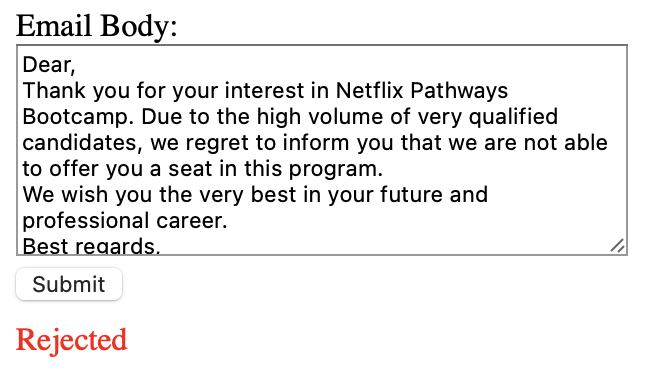 Email Body:
Dear,
Thank you for your interest in Netflix Pathways
Bootcamp. Due to the high volume of very qualified
candidates, we regret to inform you that we are not able
to offer you a seat in this program.
We wish you the very best in your future and
professional career.
Best regards,
Submit
Rejected